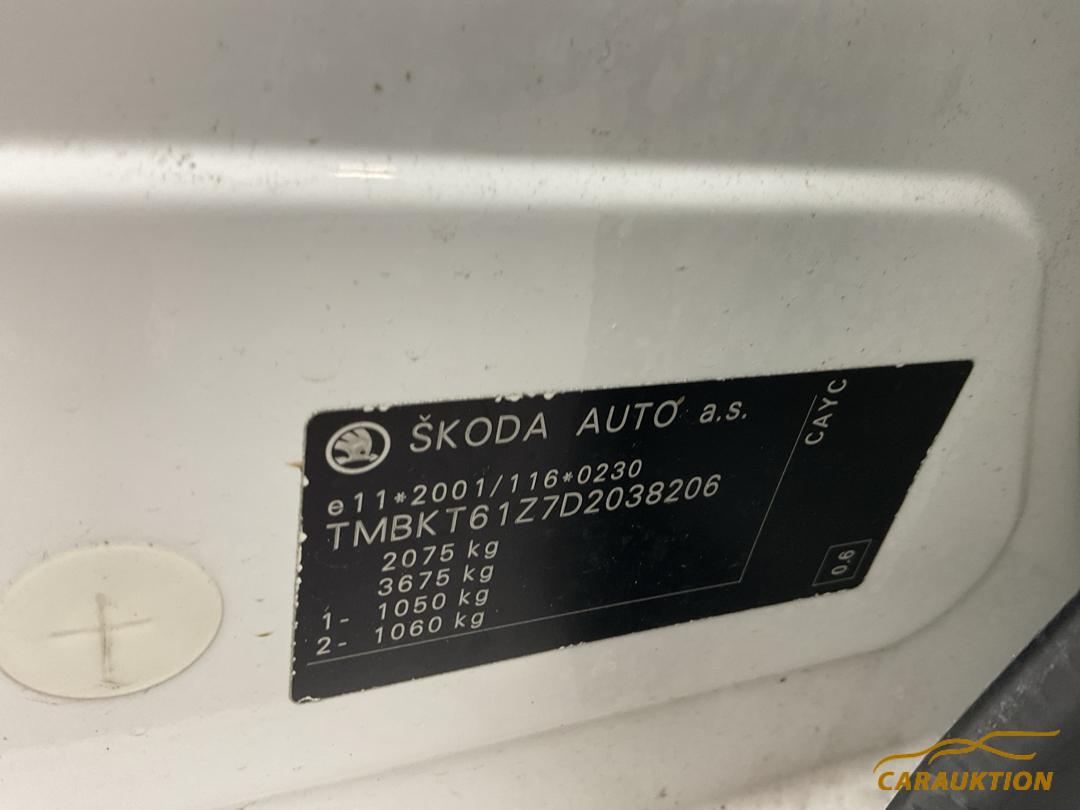 ŠKODA AUTO a.s.
e11*2001/116*0230
TMBKT61Z7D2038206
2075 kg
3675 kg
1- 1050 kg
2- 1060 kg
CAYC
0.6
CARAUKTION